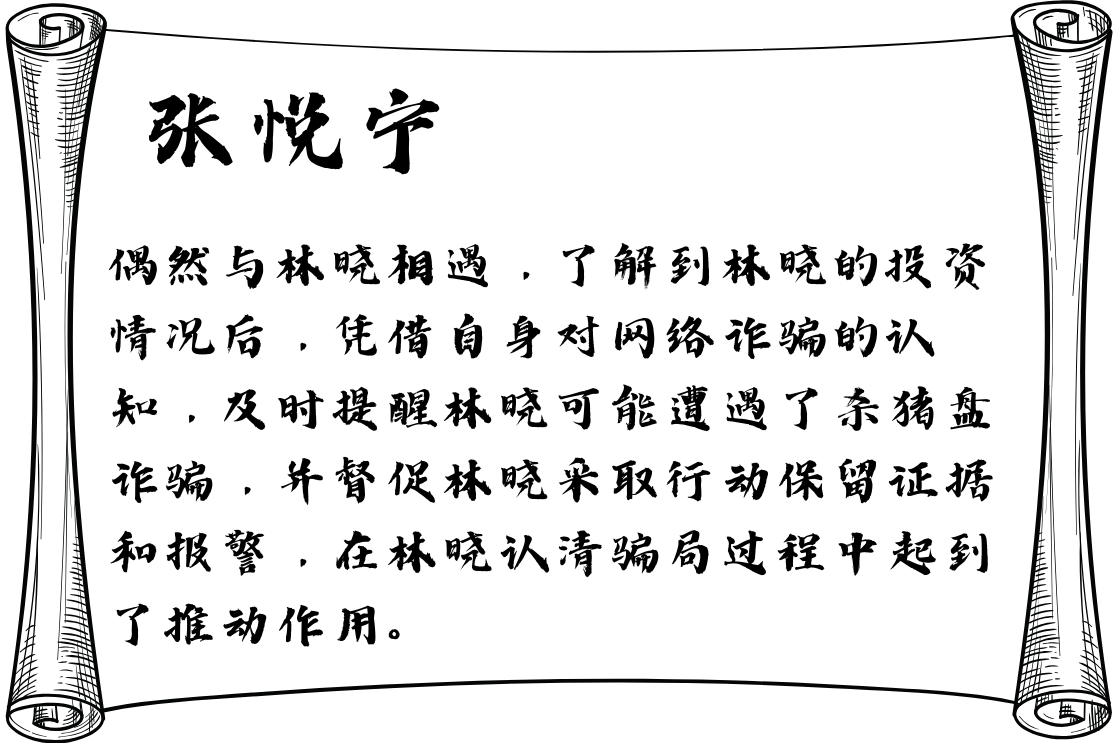 张悦宁
偶然与林晓相遇，了解到林晓的投资
情况后，凭借自身对网络诈骗的认
知，及时提醒林晓可能遭遇了杀猪盘
诈骗，并督促林晓采取行动保留证据
和报警，在林晓认清骗局过程中起到
了推动作用。